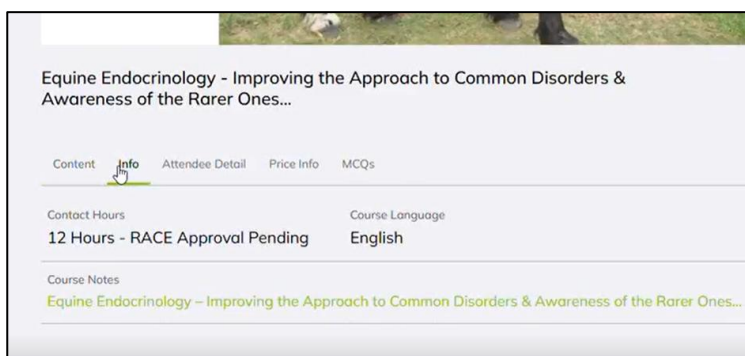 Equine Endocrinology - Improving the Approach to Common Disorders &
Awareness of the Rarer Ones...
Content Info Attendee Detail Price Info MCQs
Contact Hours Course Language
12 Hours - RACE Approval Pending English
Course Notes
Equine Endocrinology – Improving the Approach to Common Disorders & Awareness of the Rarer Ones...